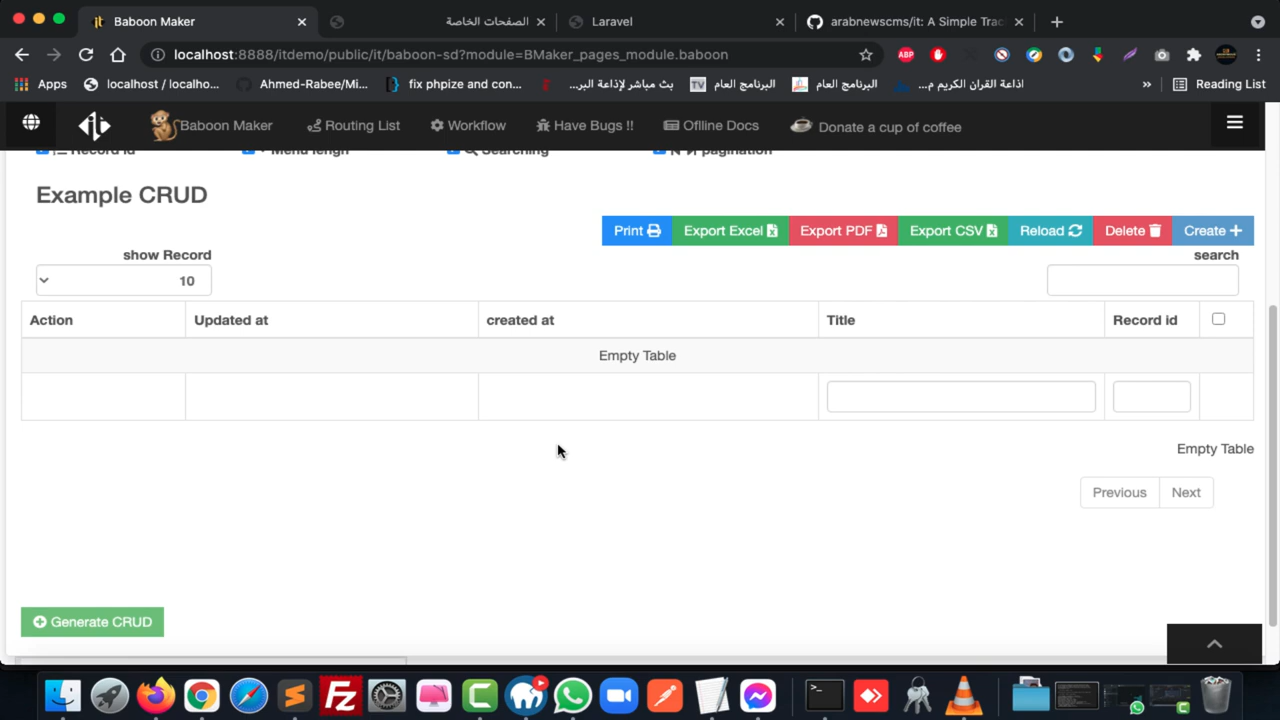 Baboon Maker
الصفحات الخاصة
Laravel
arabnewscms/it: A Simple Trac
localhost:8888/itdemo/public/it/baboon-sd?module=BMaker_pages_module.baboon
ABP
Apps
localhost / localho...
Ahmed-Rabee/Mi...
fix phpize and con...
بث مباشر لإذاعة البر...
TV
البرنامج العام
البرنامج العام
اذاعة القران الكريم م...
»
Reading List
Baboon Maker
Routing List
Workflow
Have Bugs !!
Oflline Docs
Donate a cup of coffee
Record id
Menu lengh
Searching
pagination
Example CRUD
Print
Export Excel
Export PDF
Export CSV
Reload
Delete
Create
show Record
search
10
Action
Updated at
created at
Title
Record id
Empty Table
Empty Table
Previous
Next
Generate CRUD
Fz